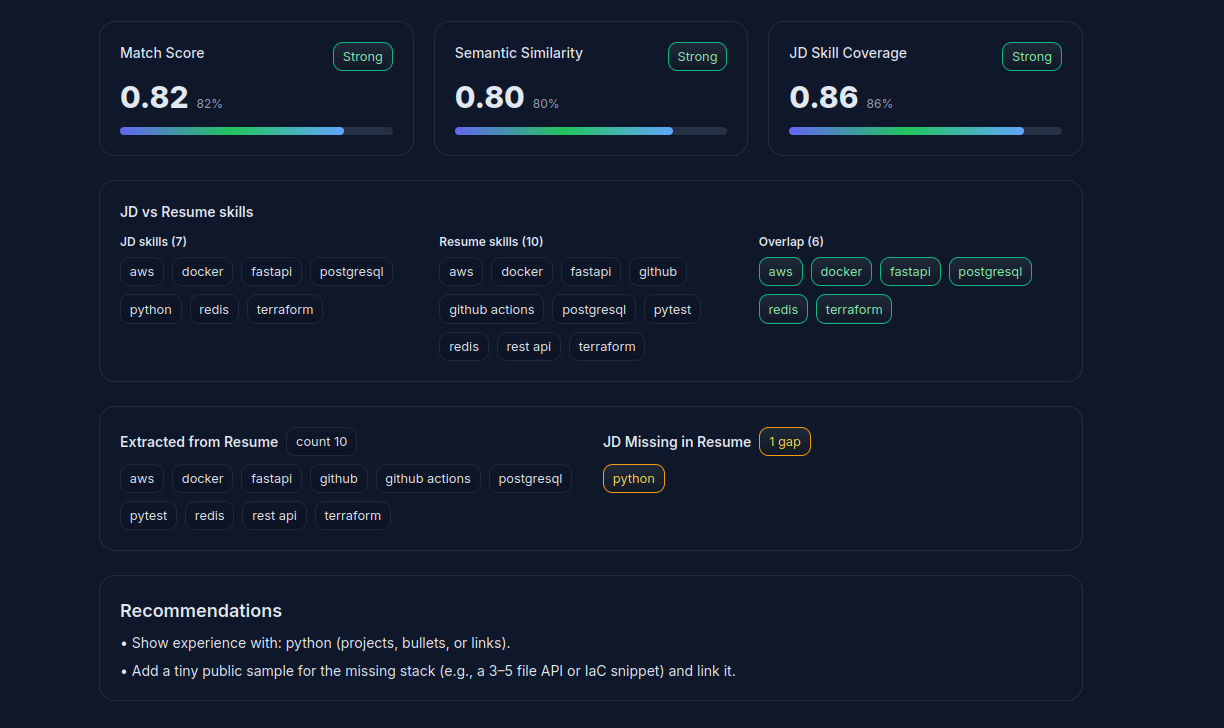 Match Score
Strong
0.82 82%
Semantic Similarity
Strong
0.80 80%
JD Skill Coverage
Strong
0.86 86%
JD vs Resume skills
JD skills (7)
aws docker fastapi postgresql
python redis terraform
Resume skills (10)
aws docker fastapi github
github actions postgresql pytest
redis rest api terraform
Overlap (6)
aws docker fastapi postgresql
redis terraform
Extracted from Resume count 10
aws docker fastapi github github actions postgresql
pytest redis rest api terraform
JD Missing in Resume 1 gap
python
Recommendations
• Show experience with: python (projects, bullets, or links).
• Add a tiny public sample for the missing stack (e.g., a 3–5 file API or IaC snippet) and link it.